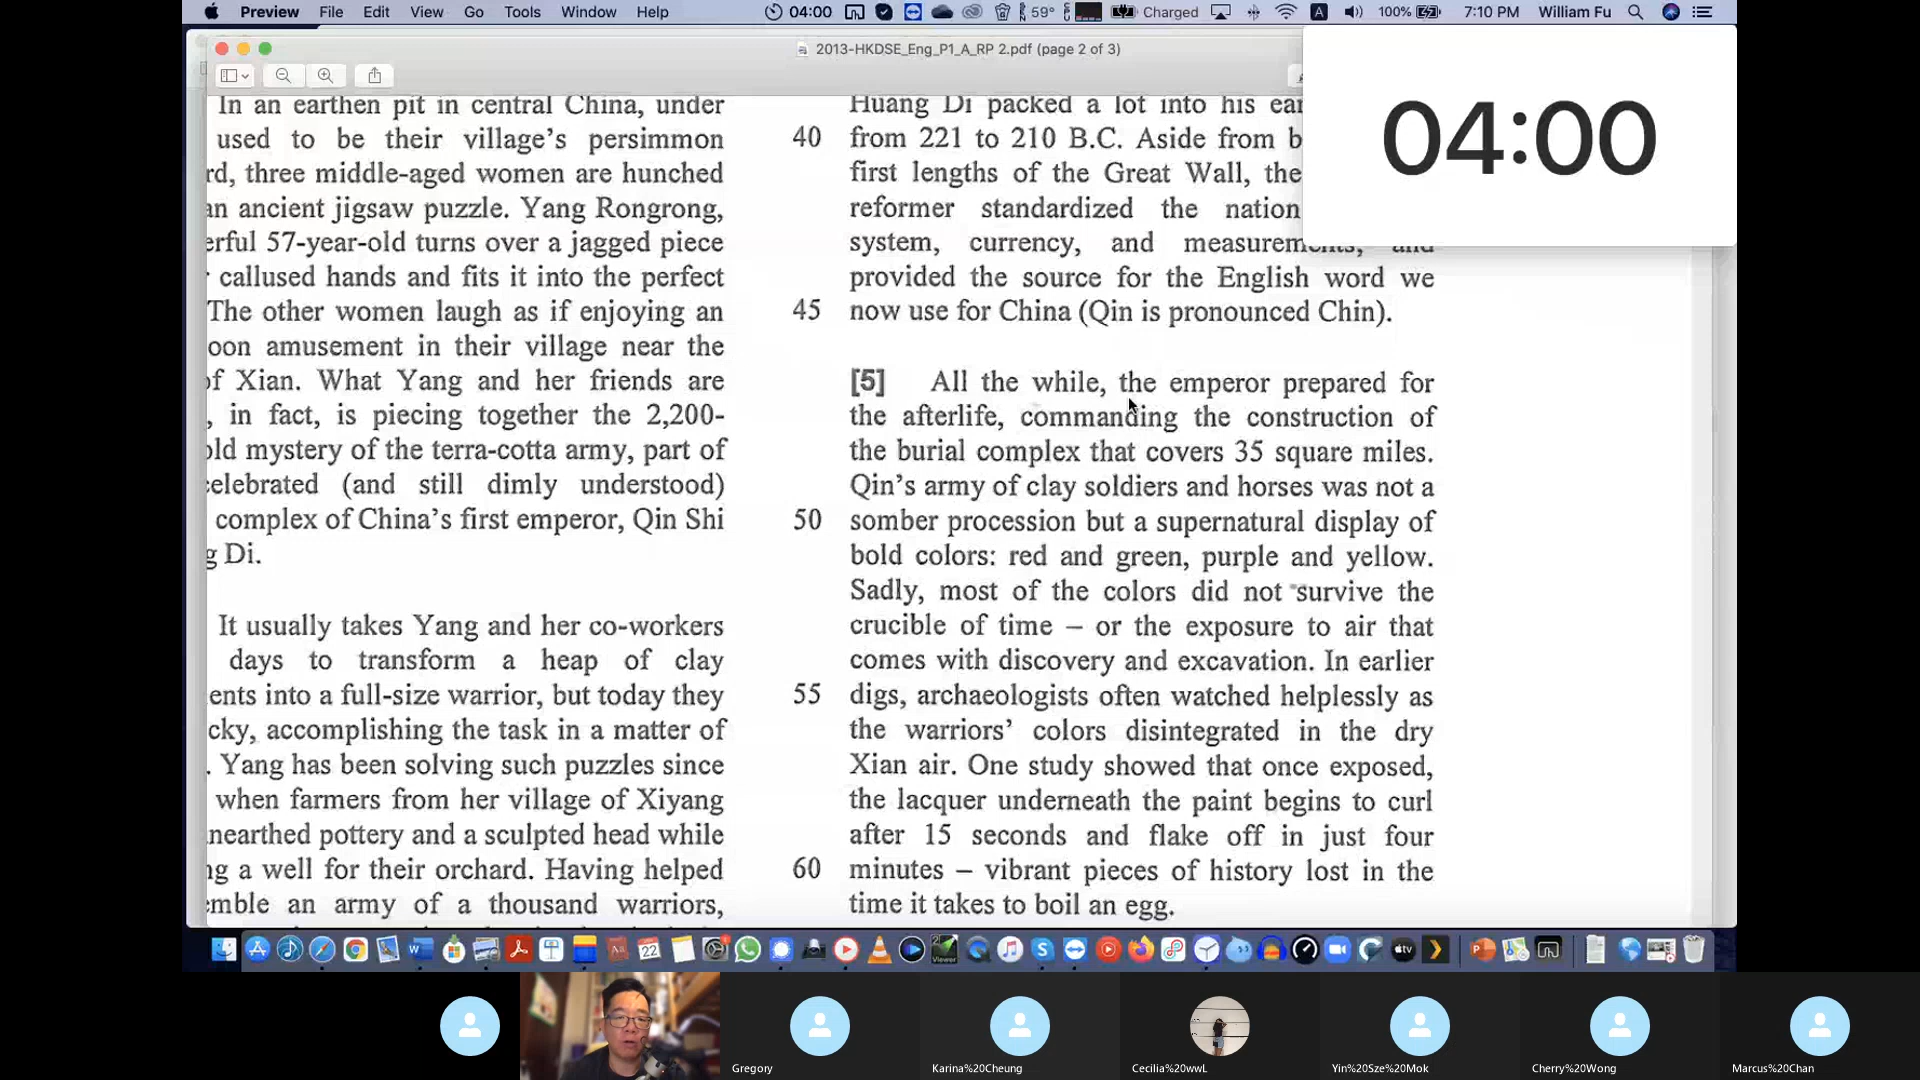 Preview File Edit View Go Tools Window Help
04:00
59°
Charged
100%
7:10 PM
William Fu
2013-HKDSE_Eng_P1_A_RP 2.pdf (page 2 of 3)
04:00
In an earthen pit in central China, under
used to be their village's persimmon
rd, three middle-aged women are hunched
an ancient jigsaw puzzle. Yang Rongrong,
erful 57-year-old turns over a jagged piece
callused hands and fits it into the perfect
The other women laugh as if enjoying an
oon amusement in their village near the
of Xian. What Yang and her friends are
, in fact, is piecing together the 2,200-
old mystery of the terra-cotta army, part of
celebrated (and still dimly understood)
complex of China's first emperor, Qin Shi
g Di.
It usually takes Yang and her co-workers
days to transform a heap of clay
ents into a full-size warrior, but today they
cky, accomplishing the task in a matter of
. Yang has been solving such puzzles since
when farmers from her village of Xiyang
nearthed pottery and a sculpted head while
ng a well for their orchard. Having helped
emble an army of a thousand warriors,
Huang Di packed a lot into his ear
40 from 221 to 210 B.C. Aside from b
first lengths of the Great Wall, the
reformer standardized the nation
system, currency, and measurements, and
provided the source for the English word we
45 now use for China (Qin is pronounced Chin).
[5] All the while, the emperor prepared for
the afterlife, commanding the construction of
the burial complex that covers 35 square miles.
Qin's army of clay soldiers and horses was not a
50 somber procession but a supernatural display of
bold colors: red and green, purple and yellow.
Sadly, most of the colors did not survive the
crucible of time – or the exposure to air that
comes with discovery and excavation. In earlier
55 digs, archaeologists often watched helplessly as
the warriors' colors disintegrated in the dry
Xian air. One study showed that once exposed,
the lacquer underneath the paint begins to curl
after 15 seconds and flake off in just four
60 minutes – vibrant pieces of history lost in the
time it takes to boil an egg.
22
tv
Gregory
Karina%20Cheung
Cecilia%20wwL
Yin%20Sze%20Mok
Cherry%20Wong
Marcus%20Chan